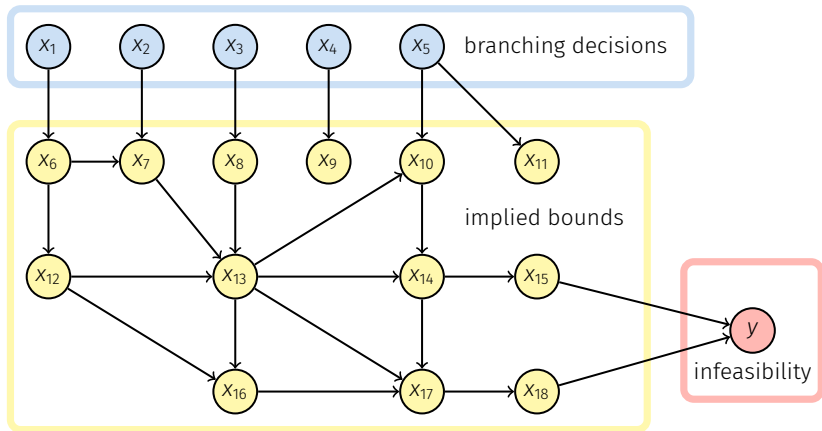 x1 x2 x3 x4 x5 branching decisions
x6 x7 x8 x9 x10 x11
implied bounds
x12 x13 x14 x15
y
infeasibility
x16 x17 x18